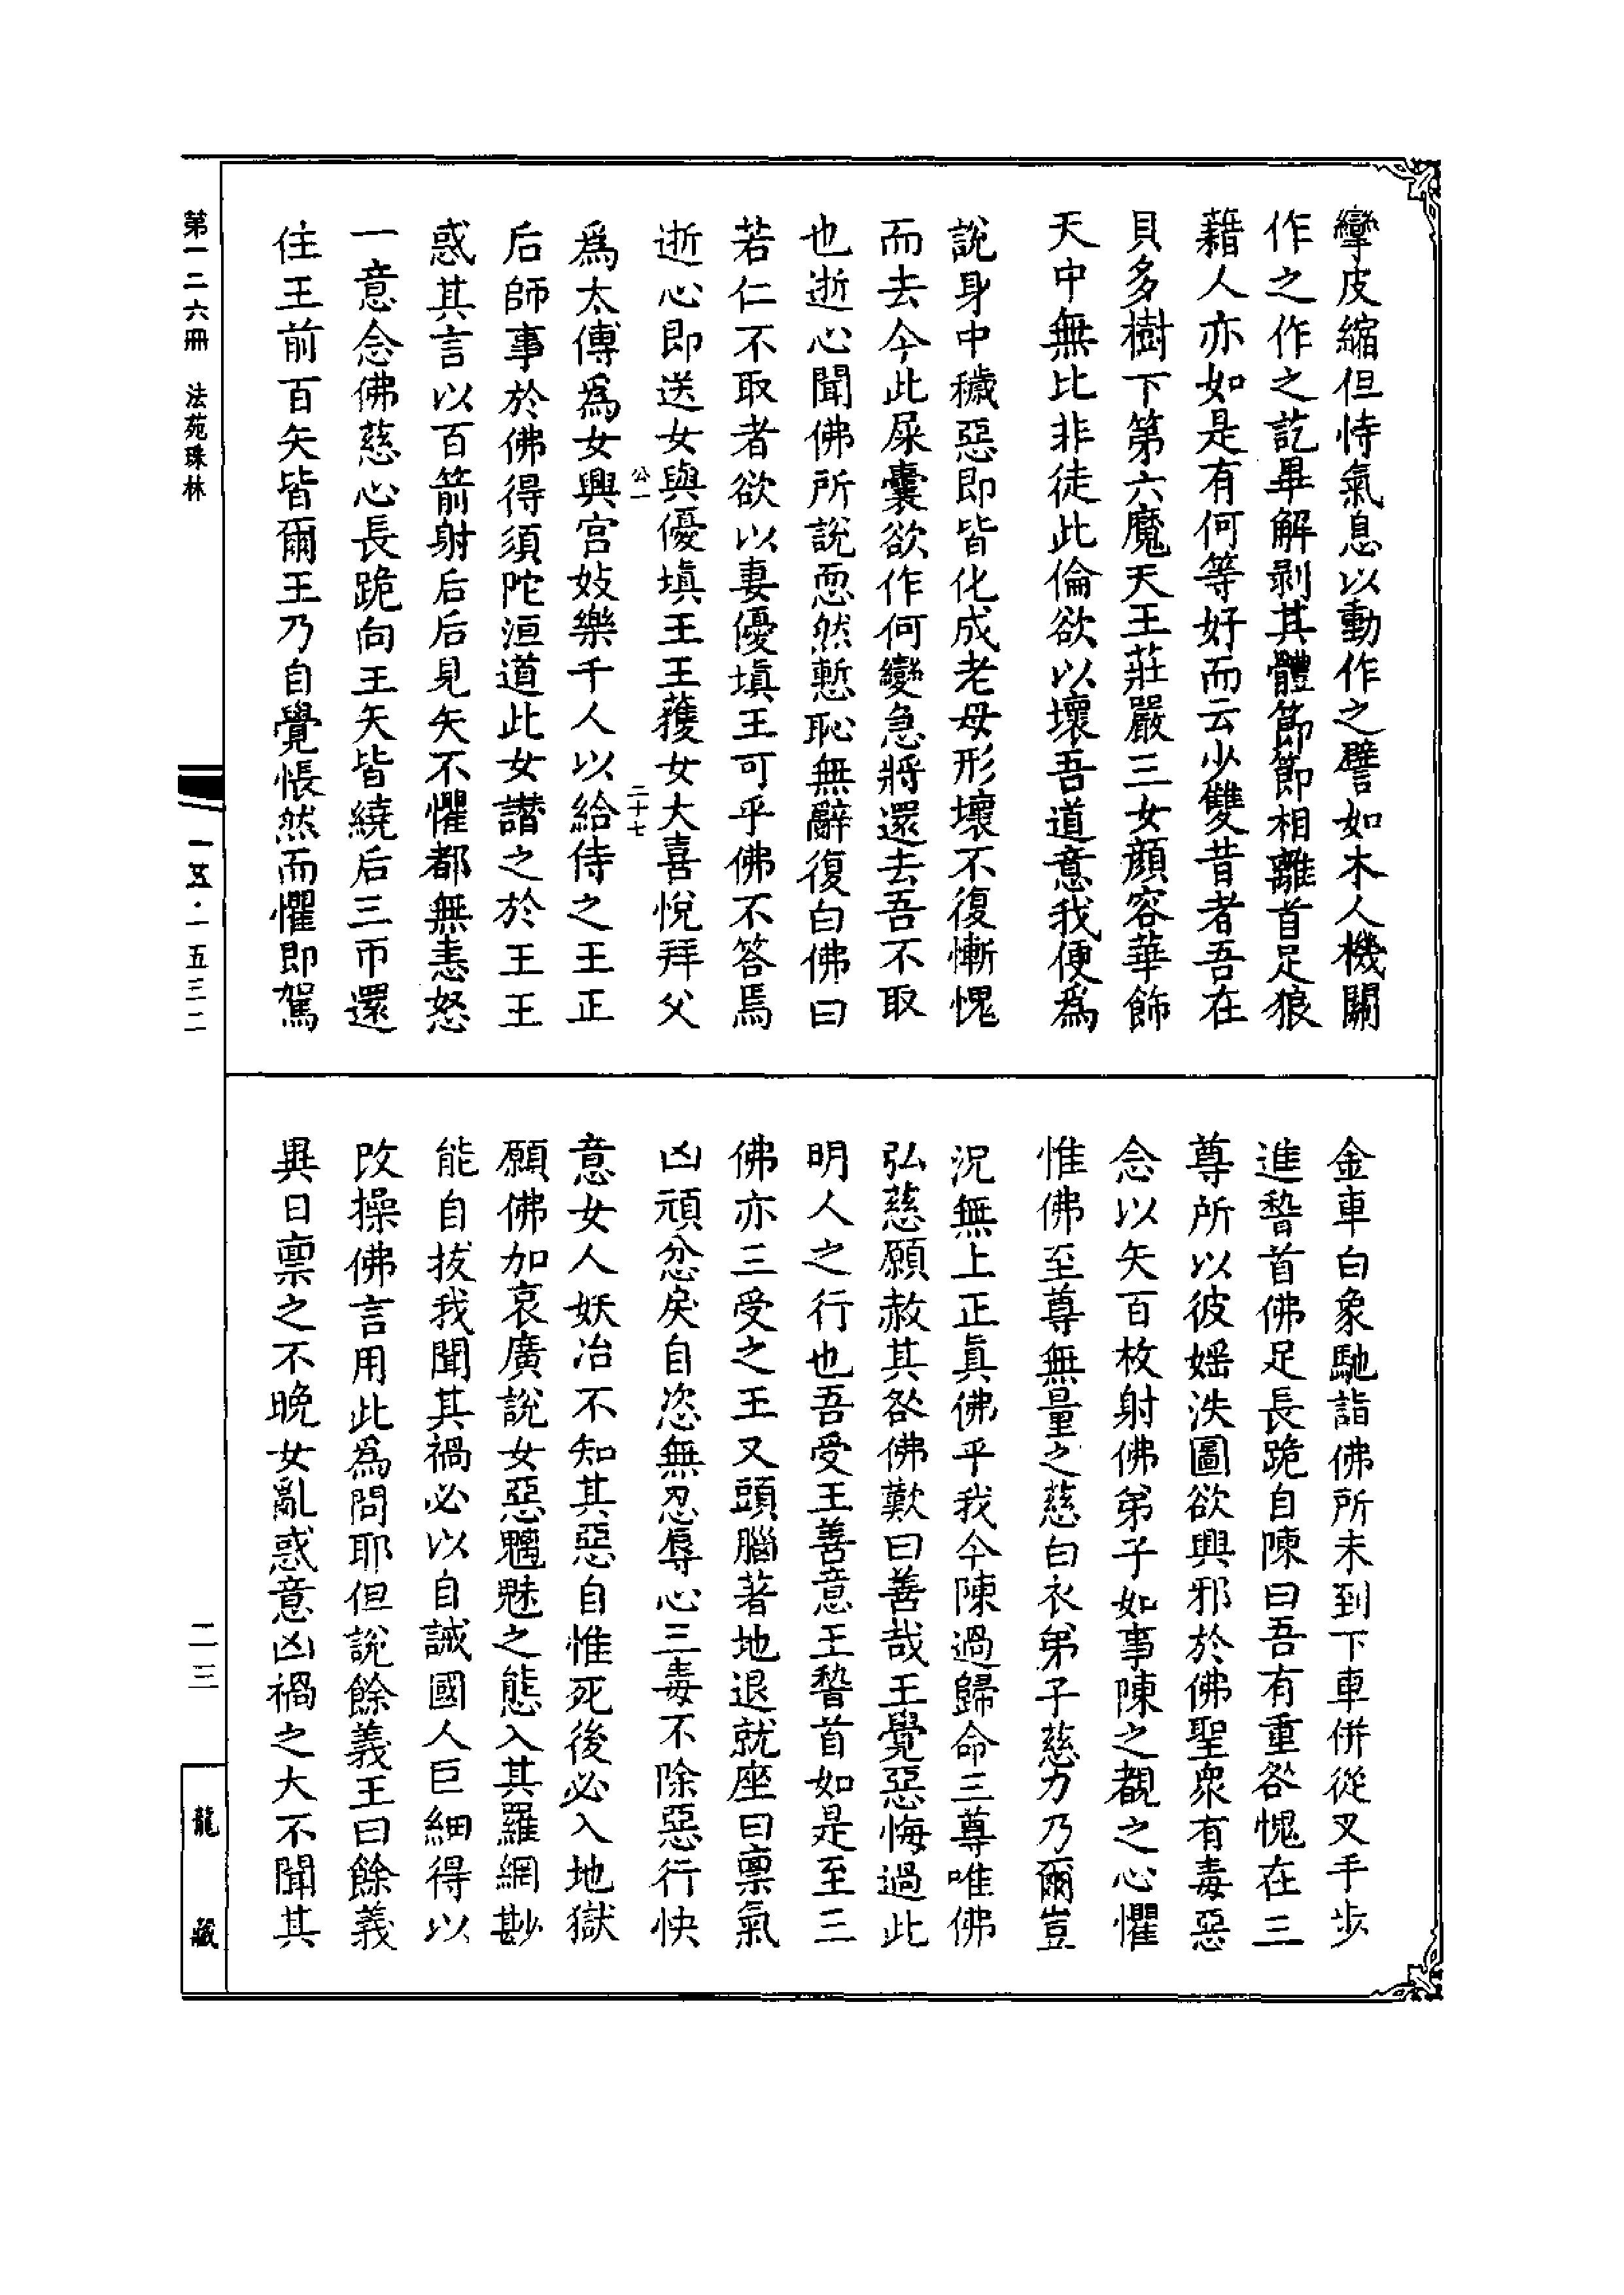 攣皮縮但恃氣息以動作之譬如木人機關
作之作之訖畢解剥其體節節相離首足狼
藉人亦如是有何等好而云少雙昔者吾在
貝多樹下第六魔天王莊嚴三女顔容華飾
天中無比非徒此倫欲以壞吾道意我便爲
說身中穢惡即皆化成老母形壞不復慚愧
而去今此屎囊欲作何變急將還去吾不取
也逝心聞佛所說恧然慙恥無辭復白佛曰
若仁不取者欲以妻優填王可乎佛不答焉
逝心即送女與優填王王獲女大喜悅拜父
公一 二十七
爲太傅爲女興宫妓樂千人以給侍之王正
后師事於佛得須陀洹道此女譖之於王王
惑其言以百箭射后后見矢不懼都無恚怒
一意念佛慈心長跪向王矢皆繞后三帀還
住王前百矢皆爾王乃自覺悵然而懼即駕
金車白象馳詣佛所未到下車併從叉手步
進稽首佛足長跪自陳曰吾有重咎愧在三
尊所以彼婬泆圖欲興邪於佛聖衆有毒惡
念以矢百枚射佛弟子如事陳之覩之心懼
惟佛至尊無量之慈白衣弟子慈力乃爾豈
況無上正眞佛乎我今陳過歸命三尊唯佛
弘慈願赦其咎佛歎曰善哉王覺惡悔過此
明人之行也吾受王善意王稽首如是至三
佛亦三受之王又頭腦著地退就座曰禀氣
凶頑忿戾自恣無忍辱心三毒不除惡行快
意女人妖冶不知其惡自惟死後必入地獄
願佛加哀廣說女惡魑魅之態入其羅網尠
能自拔我聞其禍必以自誡國人巨細得以
改操佛言用此爲問耶但說餘義王曰餘義
異日禀之不晚女亂惑意凶禍之大不聞其
第一二六冊 法苑珠林
一五·一五三二
二三
龍藏